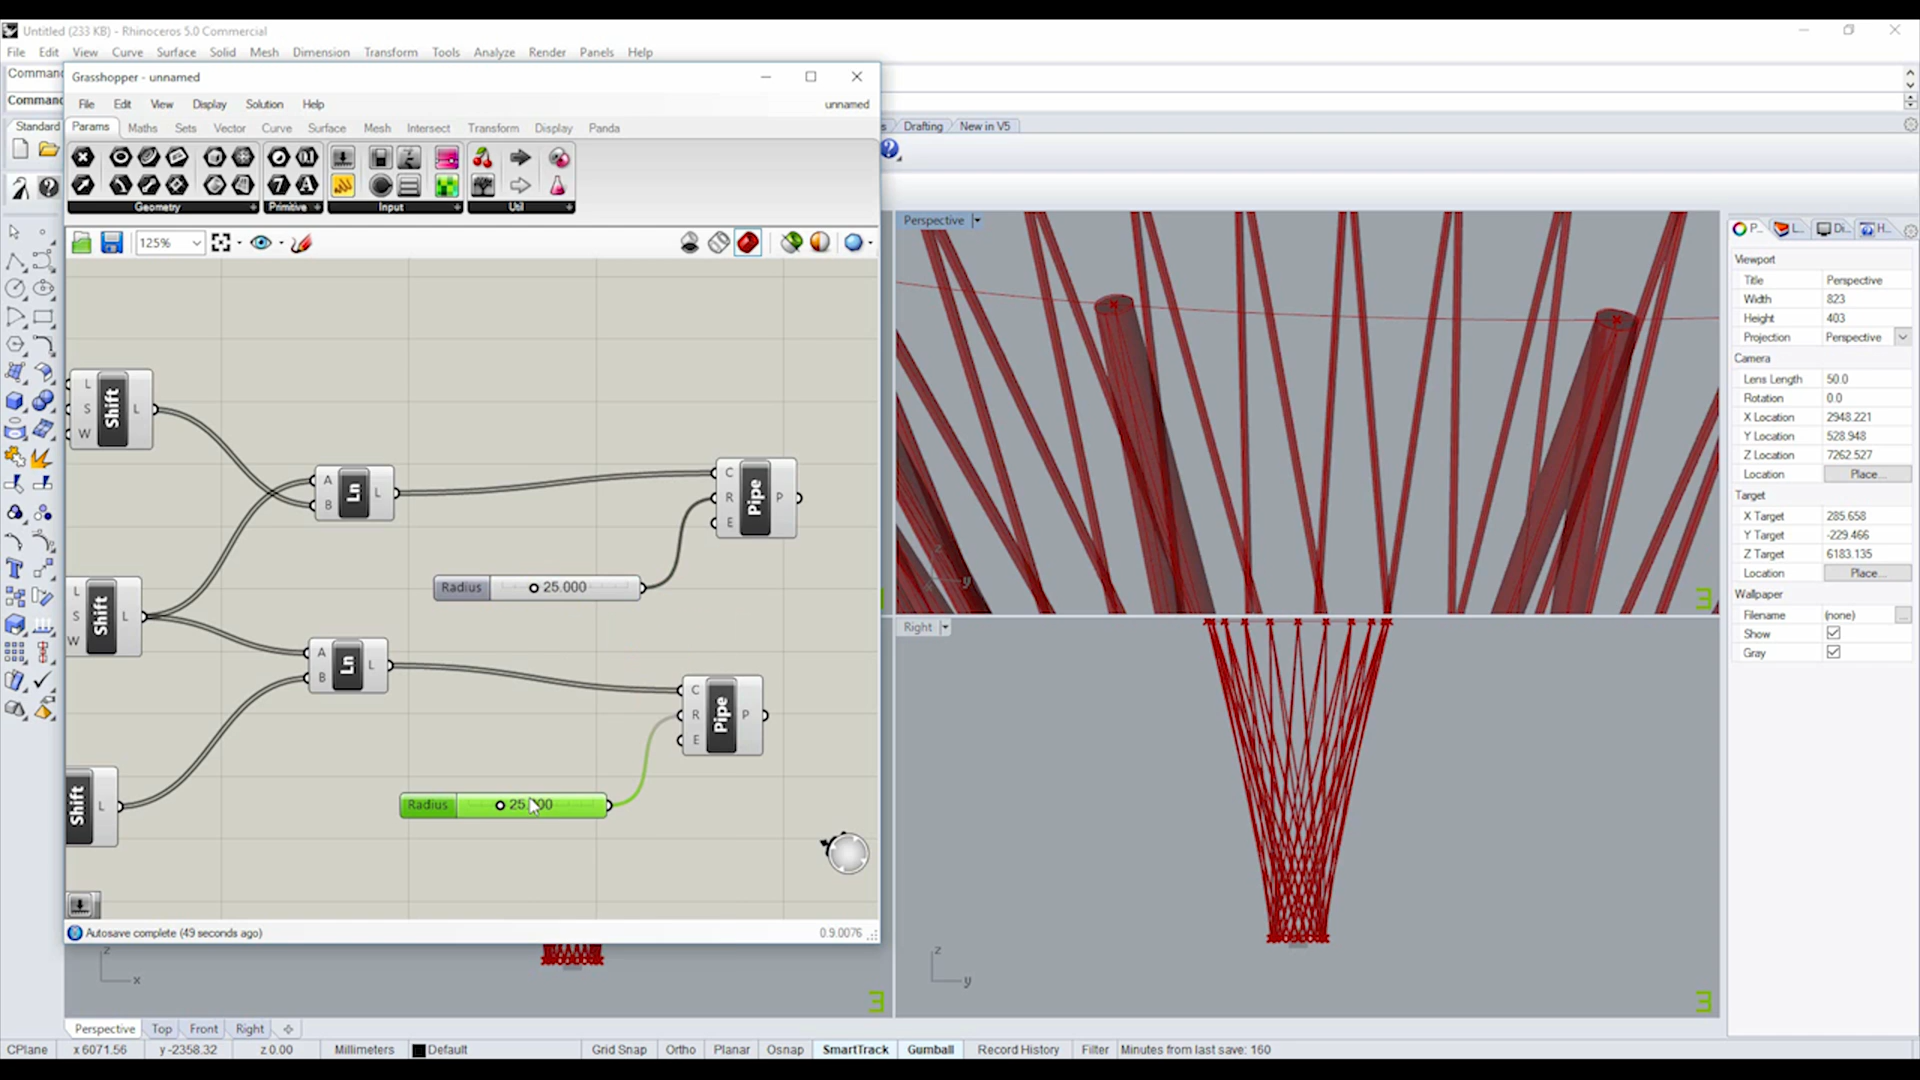 Untitled (233 KB) - Rhinoceros 5.0 Commercial
File Edit View Curve Surface Solid Mesh Dimension Transform Tools Analyze Render Panels Help
Command
Command
Grasshopper - unnamed
File Edit View Display Solution Help unnamed
Params Maths Sets Vector Curve Surface Mesh Intersect Transform Display Panda
Standard
Drafting New in V5
Geometry Primitive Input Util
125%
Perspective
P... L... Di... H...
Viewport
Title Perspective
Width 823
Height 403
Projection Perspective
Camera
Lens Length 50.0
Rotation 0.0
X Location 2948.221
Y Location 528.948
Z Location 7262.527
Location Place...
Target
X Target 285.658
Y Target -229.466
Z Target 6183.135
Location Place...
Wallpaper
Filename (none) ...
Show
Gray
L S W Shift L
A B Ln L
C R E Pipe P
Radius 25.000
L S W Shift L
A B Ln L
C R E Pipe P
Radius
Shift L
z y
Right
z y
Autosave complete (49 seconds ago) 0.9.0076
z x
Perspective Top Front Right
CPlane x 6071.56 y -2358.32 z 0.00 Millimeters Default Grid Snap Ortho Planar Osnap SmartTrack Gumball Record History Filter Minutes from last save: 160